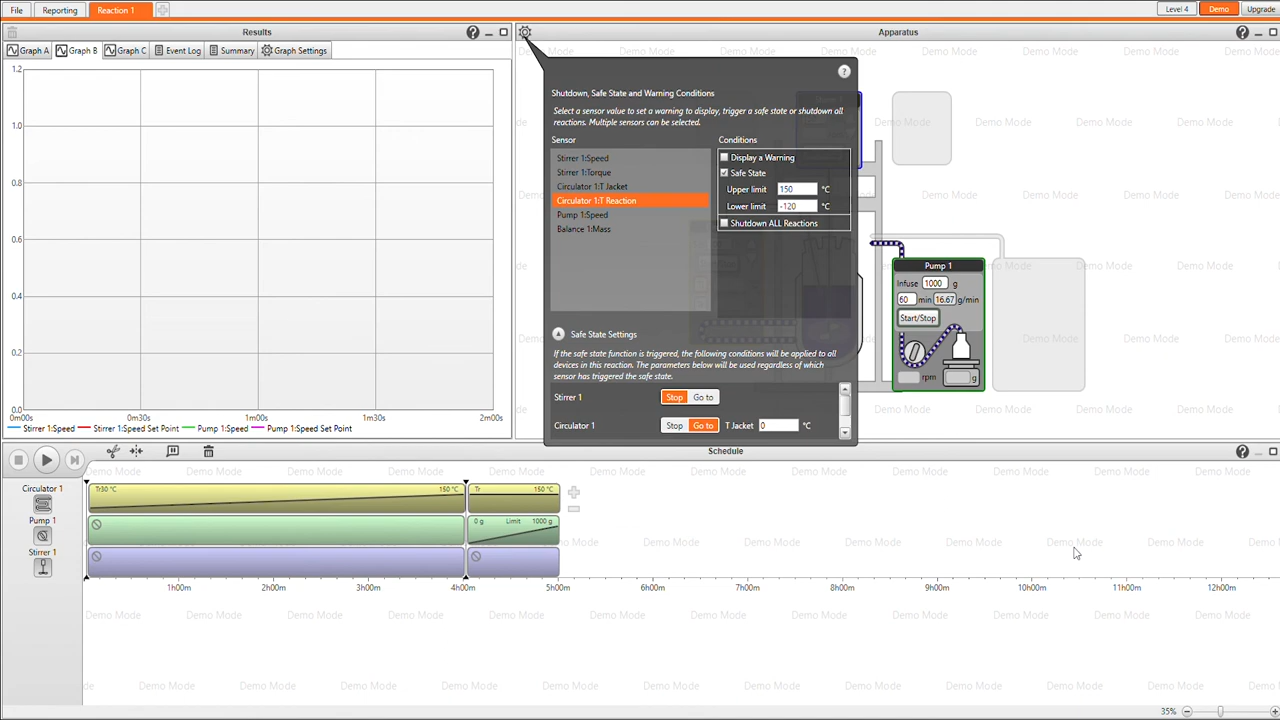 File Reporting Reaction 1 Level 4 Demo Upgrade
Results
Graph A Graph B Graph C Event Log Summary Graph Settings
1.2
1.0
0.8
0.6
0.4
0.2
0.0
0m00s 0m30s 1m00s 1m30s 2m00s
Stirrer 1:Speed Stirrer 1:Speed Set Point Pump 1:Speed Pump 1:Speed Set Point
Apparatus
Shutdown, Safe State and Warning Conditions
Select a sensor value to set a warning to display, trigger a safe state or shutdown all
reactions. Multiple sensors can be selected.
Sensor
Stirrer 1:Speed
Stirrer 1:Torque
Circulator 1:T Jacket
Circulator 1:T Reaction
Pump 1:Speed
Balance 1:Mass
Conditions
Display a Warning
Safe State
Upper limit 150 °C
Lower limit -120 °C
Shutdown ALL Reactions
Safe State Settings
If the safe state function is triggered, the following conditions will be applied to all
devices in this reaction. The parameters below will be used regardless of which
sensor has triggered the safe state.
Stirrer 1 Stop Go to
Circulator 1 Stop Go to T Jacket 0 °C
Pump 1
Infuse 1000 g
60 min 16.67 g/min
Start/Stop
rpm g
Schedule
Circulator 1
Pump 1
Stirrer 1
Tr30 °C 150 °C Tr 150 °C
0 g Limit 1000 g
1h00m 2h00m 3h00m 4h00m 5h00m 6h00m 7h00m 8h00m 9h00m 10h00m 11h00m 12h00m
Demo Mode
35%